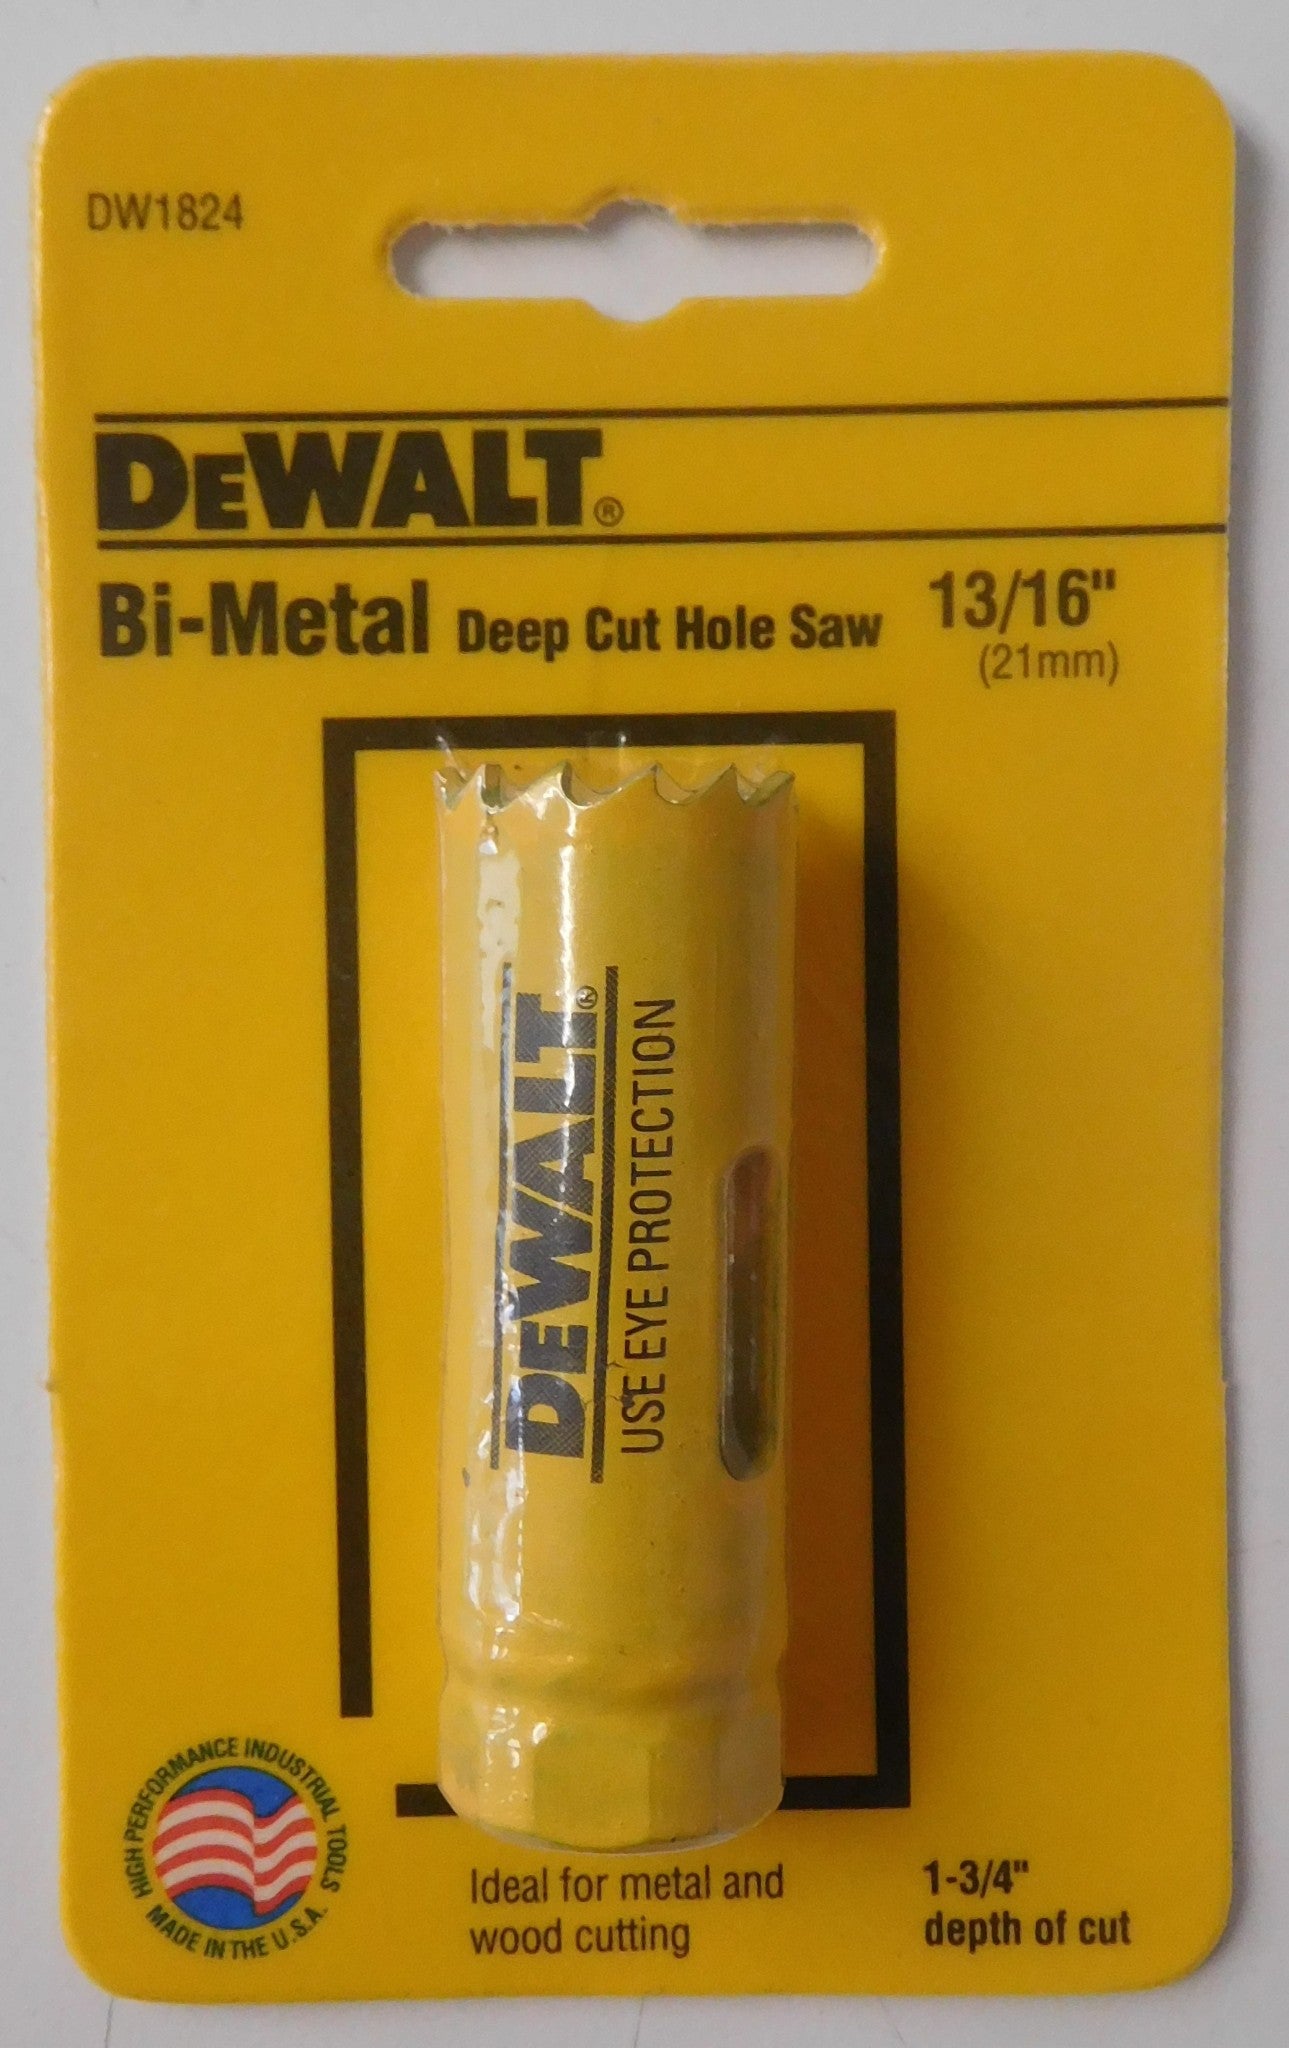 DW1824
DEWALT®
Bi-Metal Deep Cut Hole Saw 13/16"
(21mm)
DEWALT®
USE EYE PROTECTION
HIGH PERFORMANCE INDUSTRIAL TOOLS
MADE IN THE U.S.A.
Ideal for metal and
wood cutting
1-3/4"
depth of cut